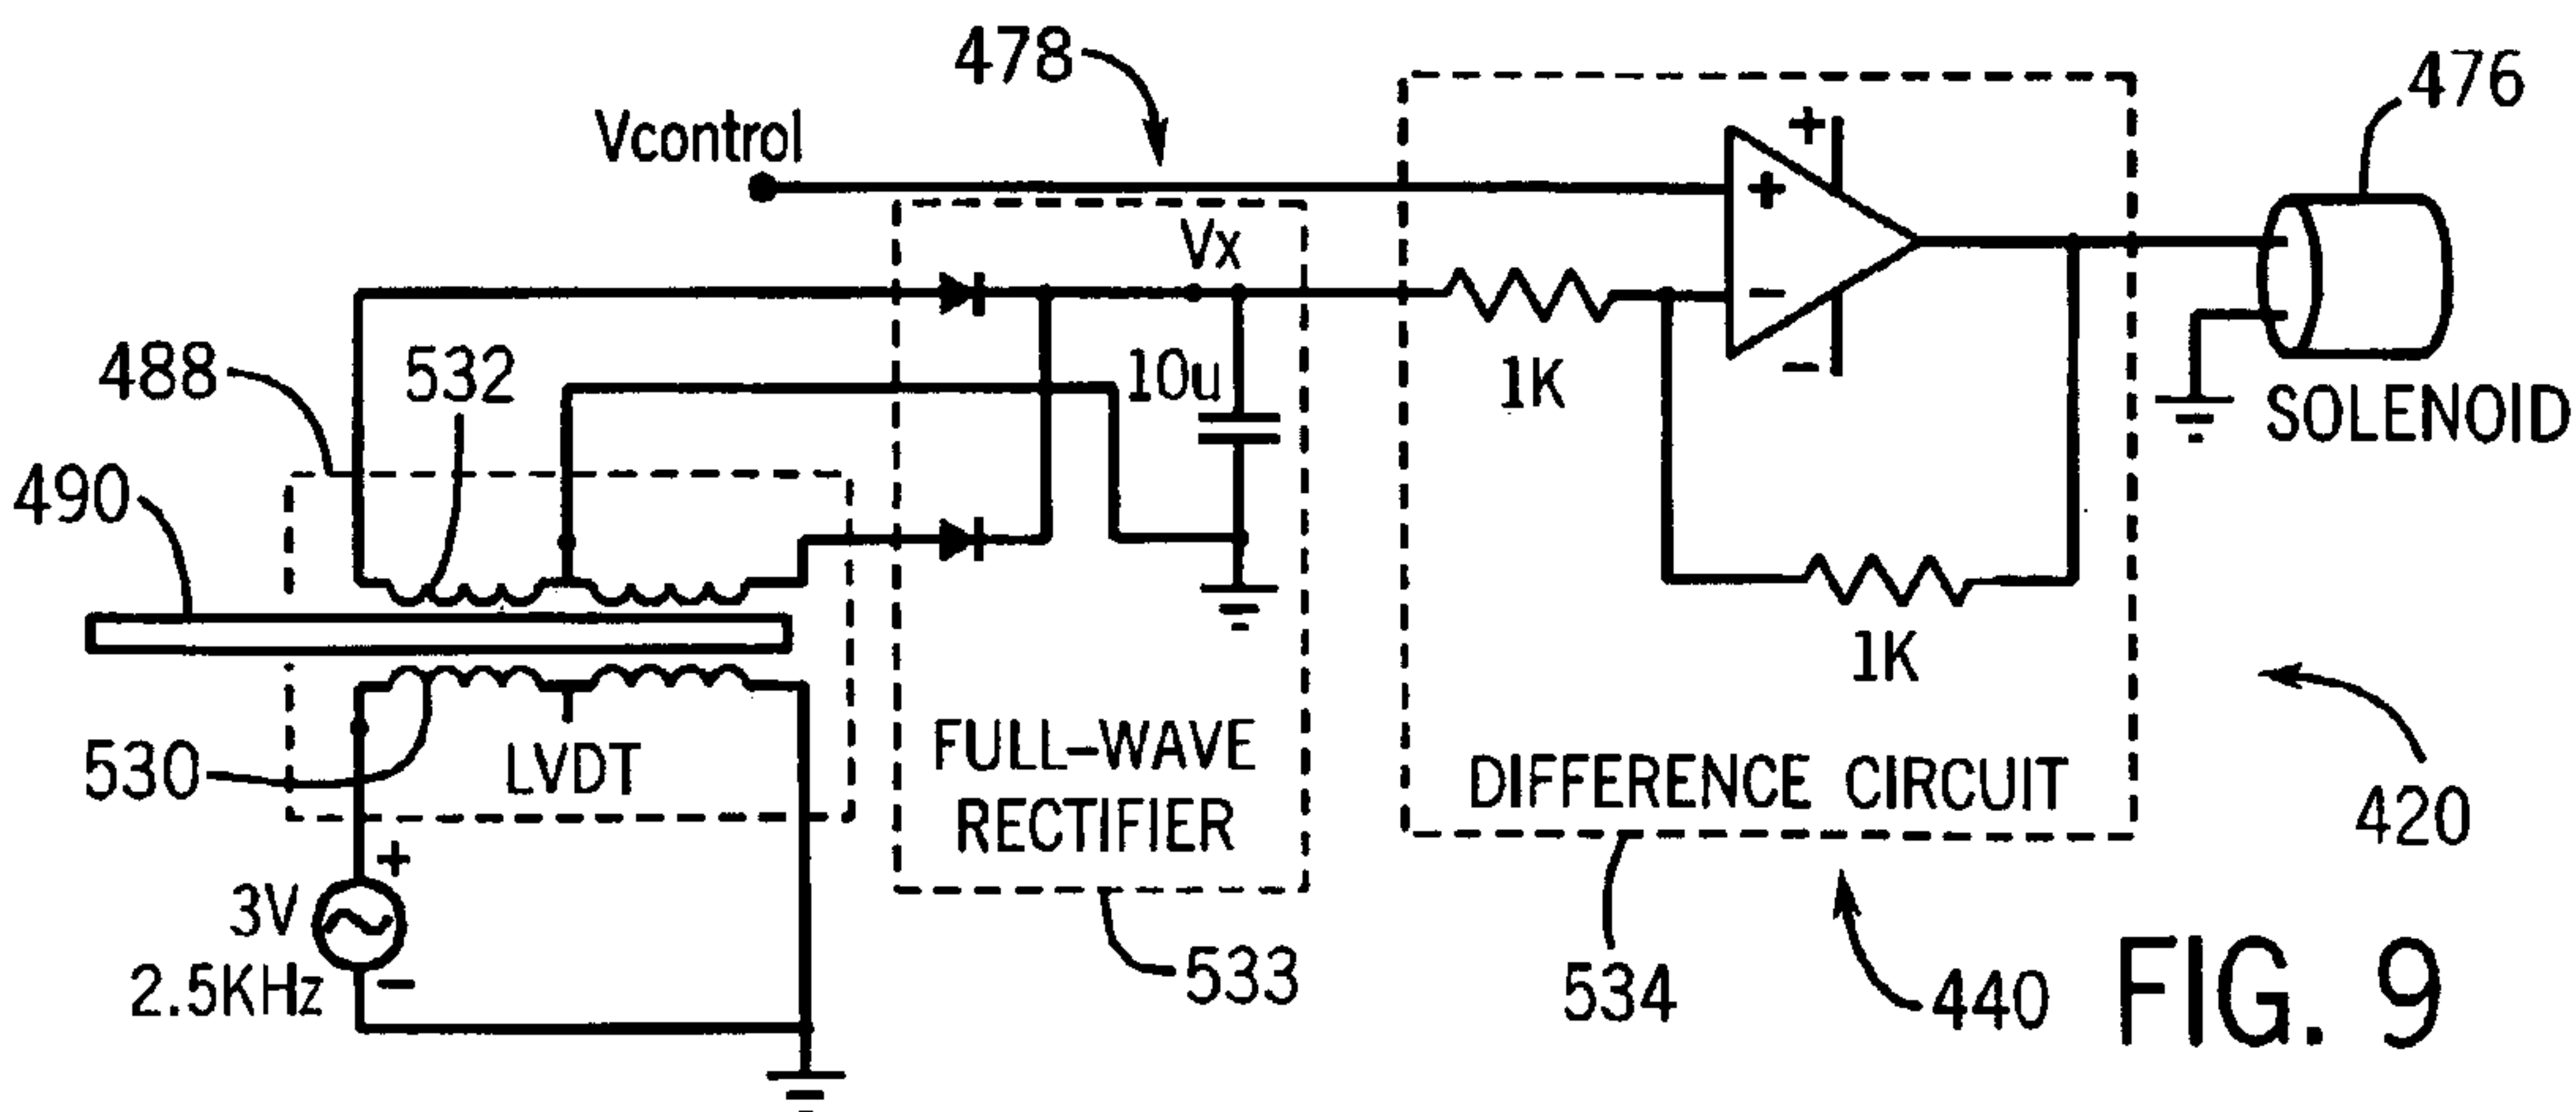 478
476
Vcontrol
+
+
Vx
−
−
488
532
10u
1K
SOLENOID
490
1K
530
LVDT
FULL–WAVE
RECTIFIER
DIFFERENCE CIRCUIT
420
+
3V
2.5KHz
−
533
534
440
FIG. 9